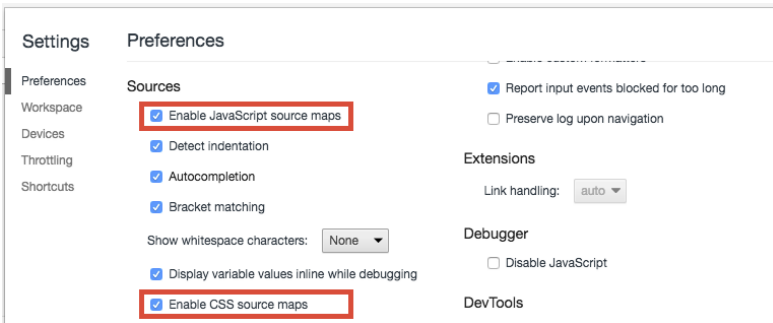 Settings
Preferences
Workspace
Devices
Throttling
Shortcuts
Preferences
Sources
Enable JavaScript source maps
Detect indentation
Autocompletion
Bracket matching
Show whitespace characters: None
Display variable values inline while debugging
Enable CSS source maps
Report input events blocked for too long
Preserve log upon navigation
Extensions
Link handling: auto
Debugger
Disable JavaScript
DevTools